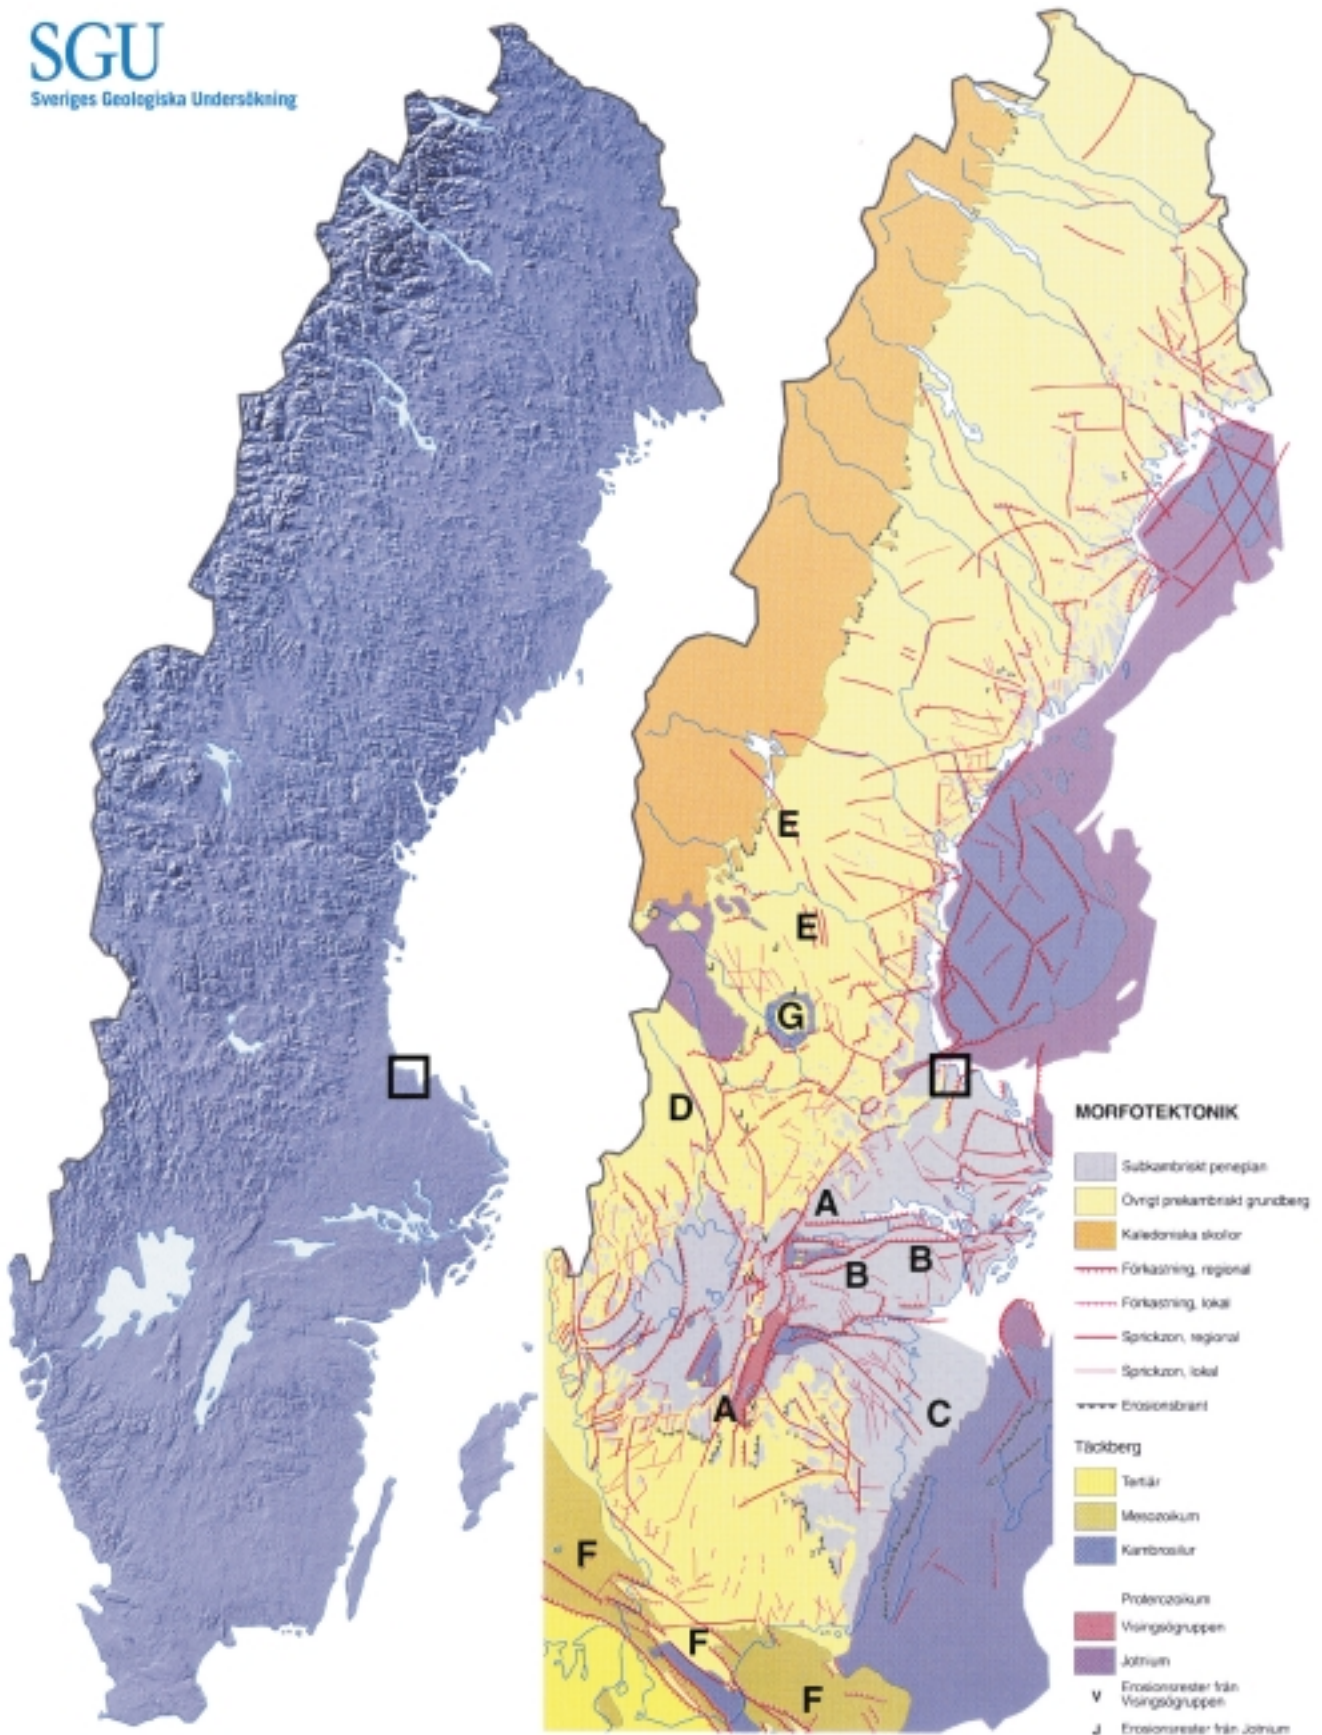 SGU
Sveriges Geologiska Undersökning
E
E
G
D
A
B
B
A
C
F
F
F
MORFOTEKTONIK
Subkambriskt peneplan
Övrigt prekambriskt grundberg
Kaledoniska skollor
Förkastning, regional
Förkastning, lokal
Sprickzon, regional
Sprickzon, lokal
Erosionsbrant
Täckberg
Tertiär
Mesozoikum
Kambrosilur
Proterozoikum
Visingsögruppen
Jotnium
V Erosionsrester från
Visingsögruppen
J Erosionsrester från Jotnium